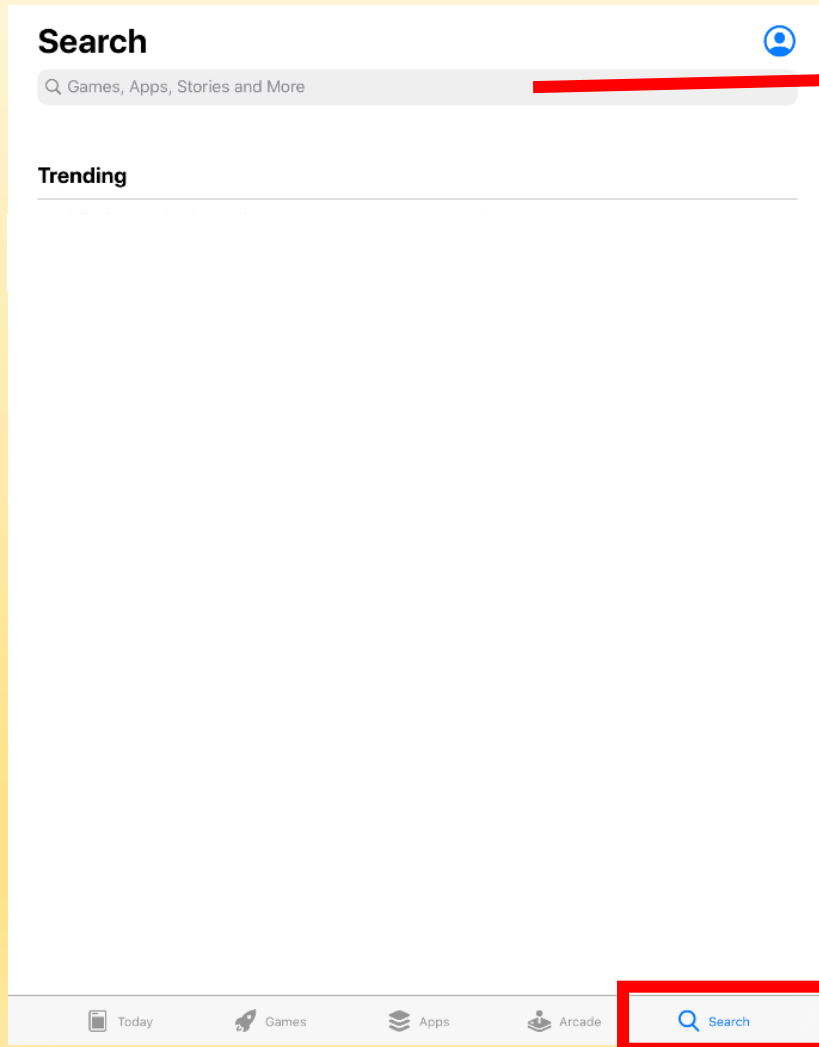 Search
Games, Apps, Stories and More
Trending
Today Games Apps Arcade Search